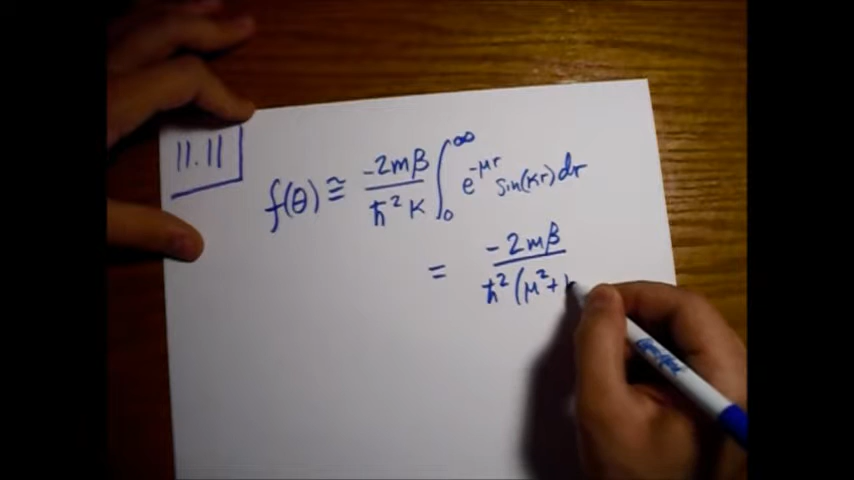 11.11
f(θ) ≅ -2mβ / ħ²κ ∫₀^∞ e^-μr sin(κr) dr
= -2mβ / ħ²(μ²+